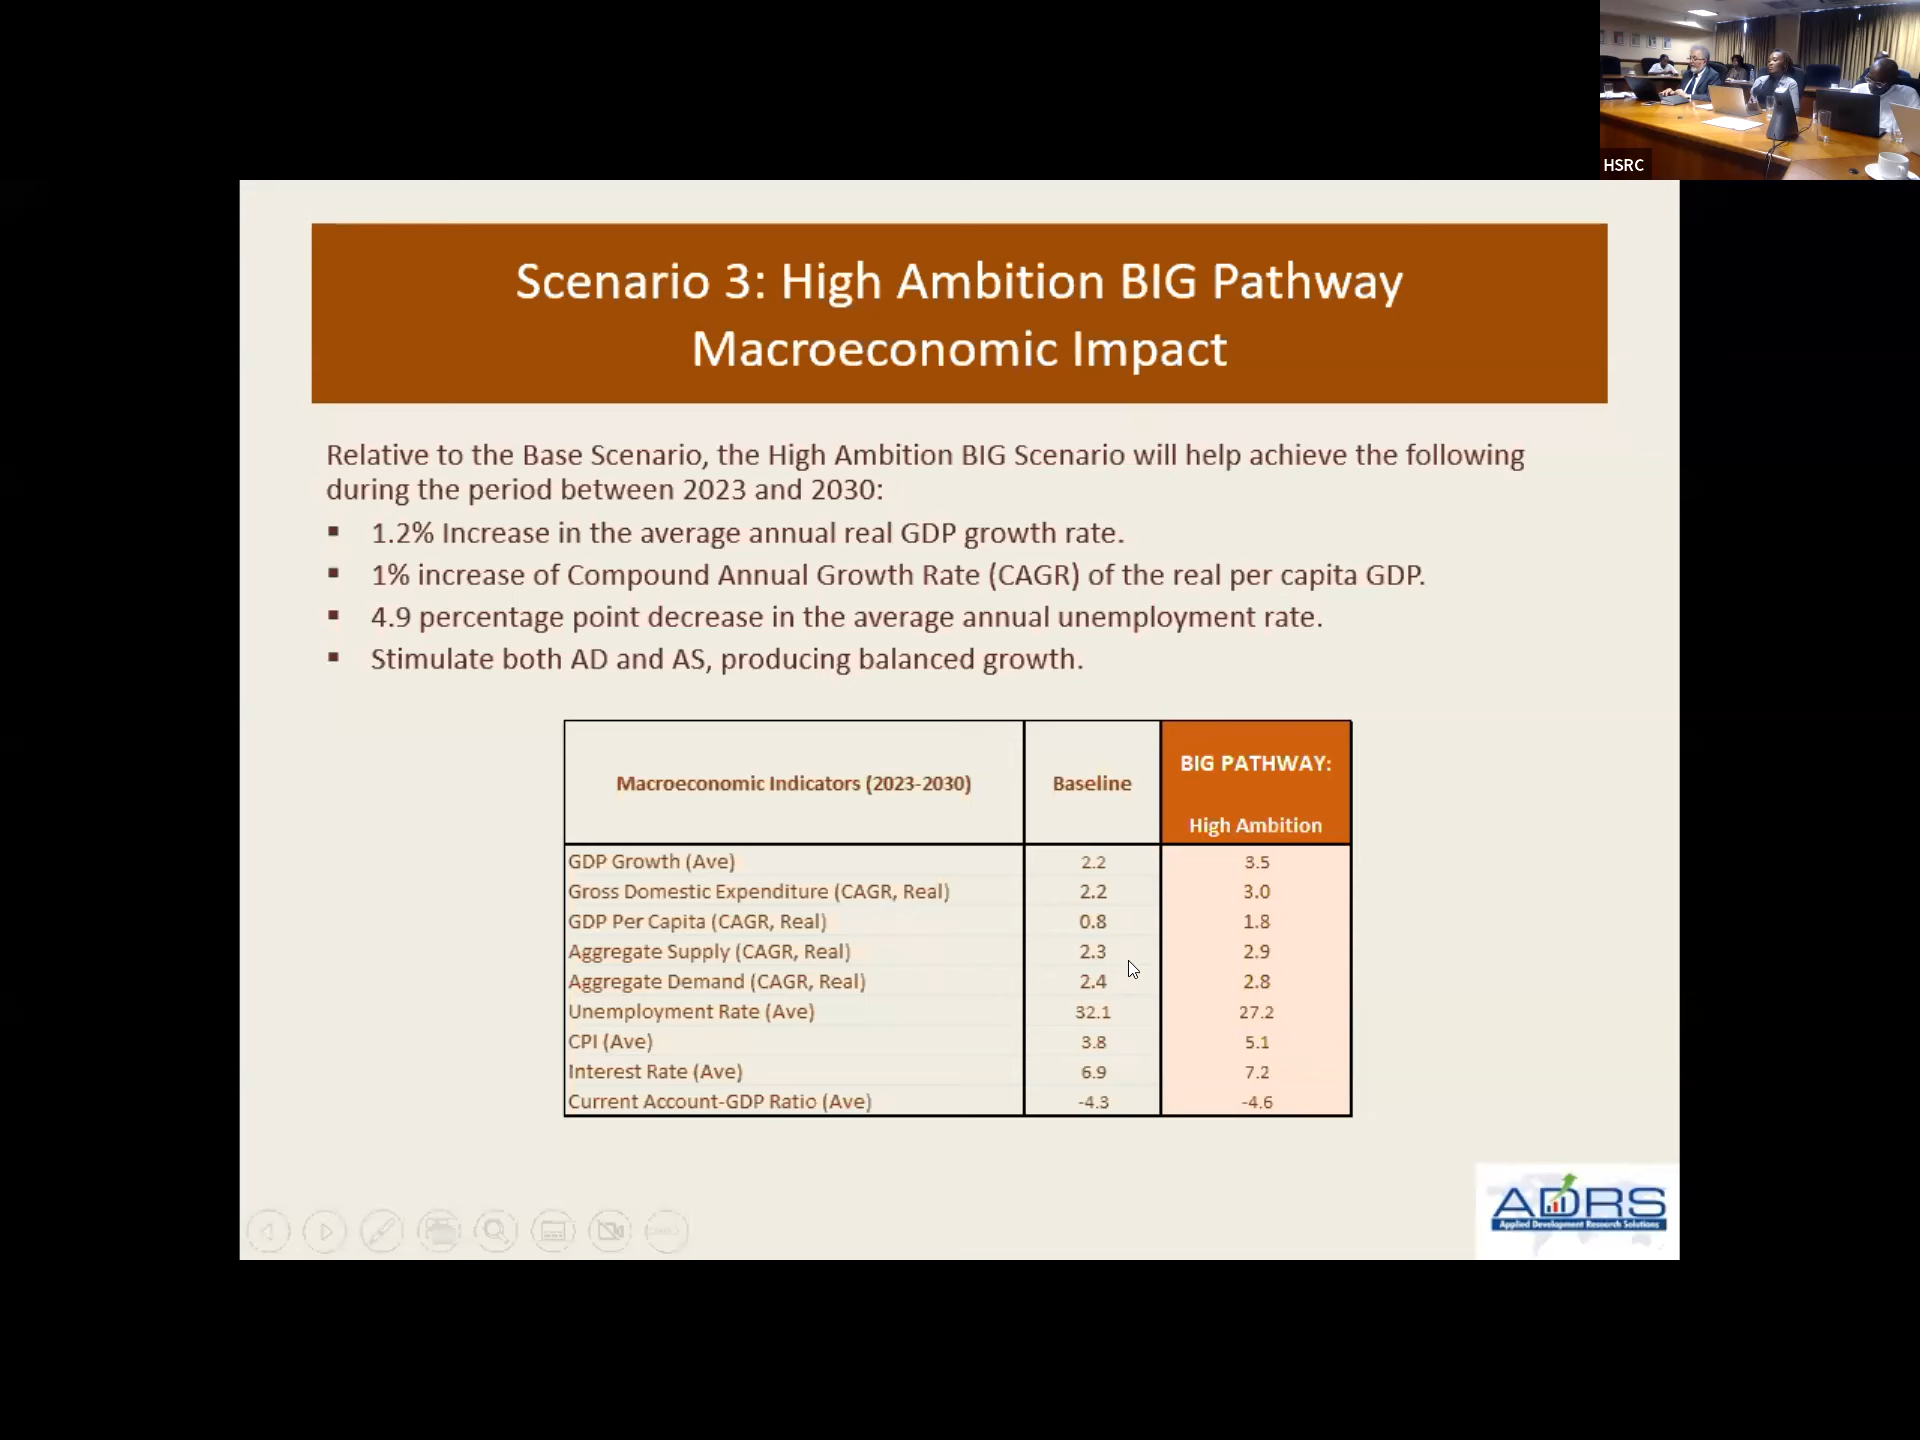 HSRC
Scenario 3: High Ambition BIG Pathway
Macroeconomic Impact
Relative to the Base Scenario, the High Ambition BIG Scenario will help achieve the following
during the period between 2023 and 2030:
▪ 1.2% Increase in the average annual real GDP growth rate.
▪ 1% increase of Compound Annual Growth Rate (CAGR) of the real per capita GDP.
▪ 4.9 percentage point decrease in the average annual unemployment rate.
▪ Stimulate both AD and AS, producing balanced growth.
Macroeconomic Indicators (2023-2030) Baseline BIG PATHWAY:
High Ambition
GDP Growth (Ave) 2.2 3.5
Gross Domestic Expenditure (CAGR, Real) 2.2 3.0
GDP Per Capita (CAGR, Real) 0.8 1.8
Aggregate Supply (CAGR, Real) 2.3 2.9
Aggregate Demand (CAGR, Real) 2.4 2.8
Unemployment Rate (Ave) 32.1 27.2
CPI (Ave) 3.8 5.1
Interest Rate (Ave) 6.9 7.2
Current Account-GDP Ratio (Ave) -4.3 -4.6
ADRS
Applied Development Research Solutions